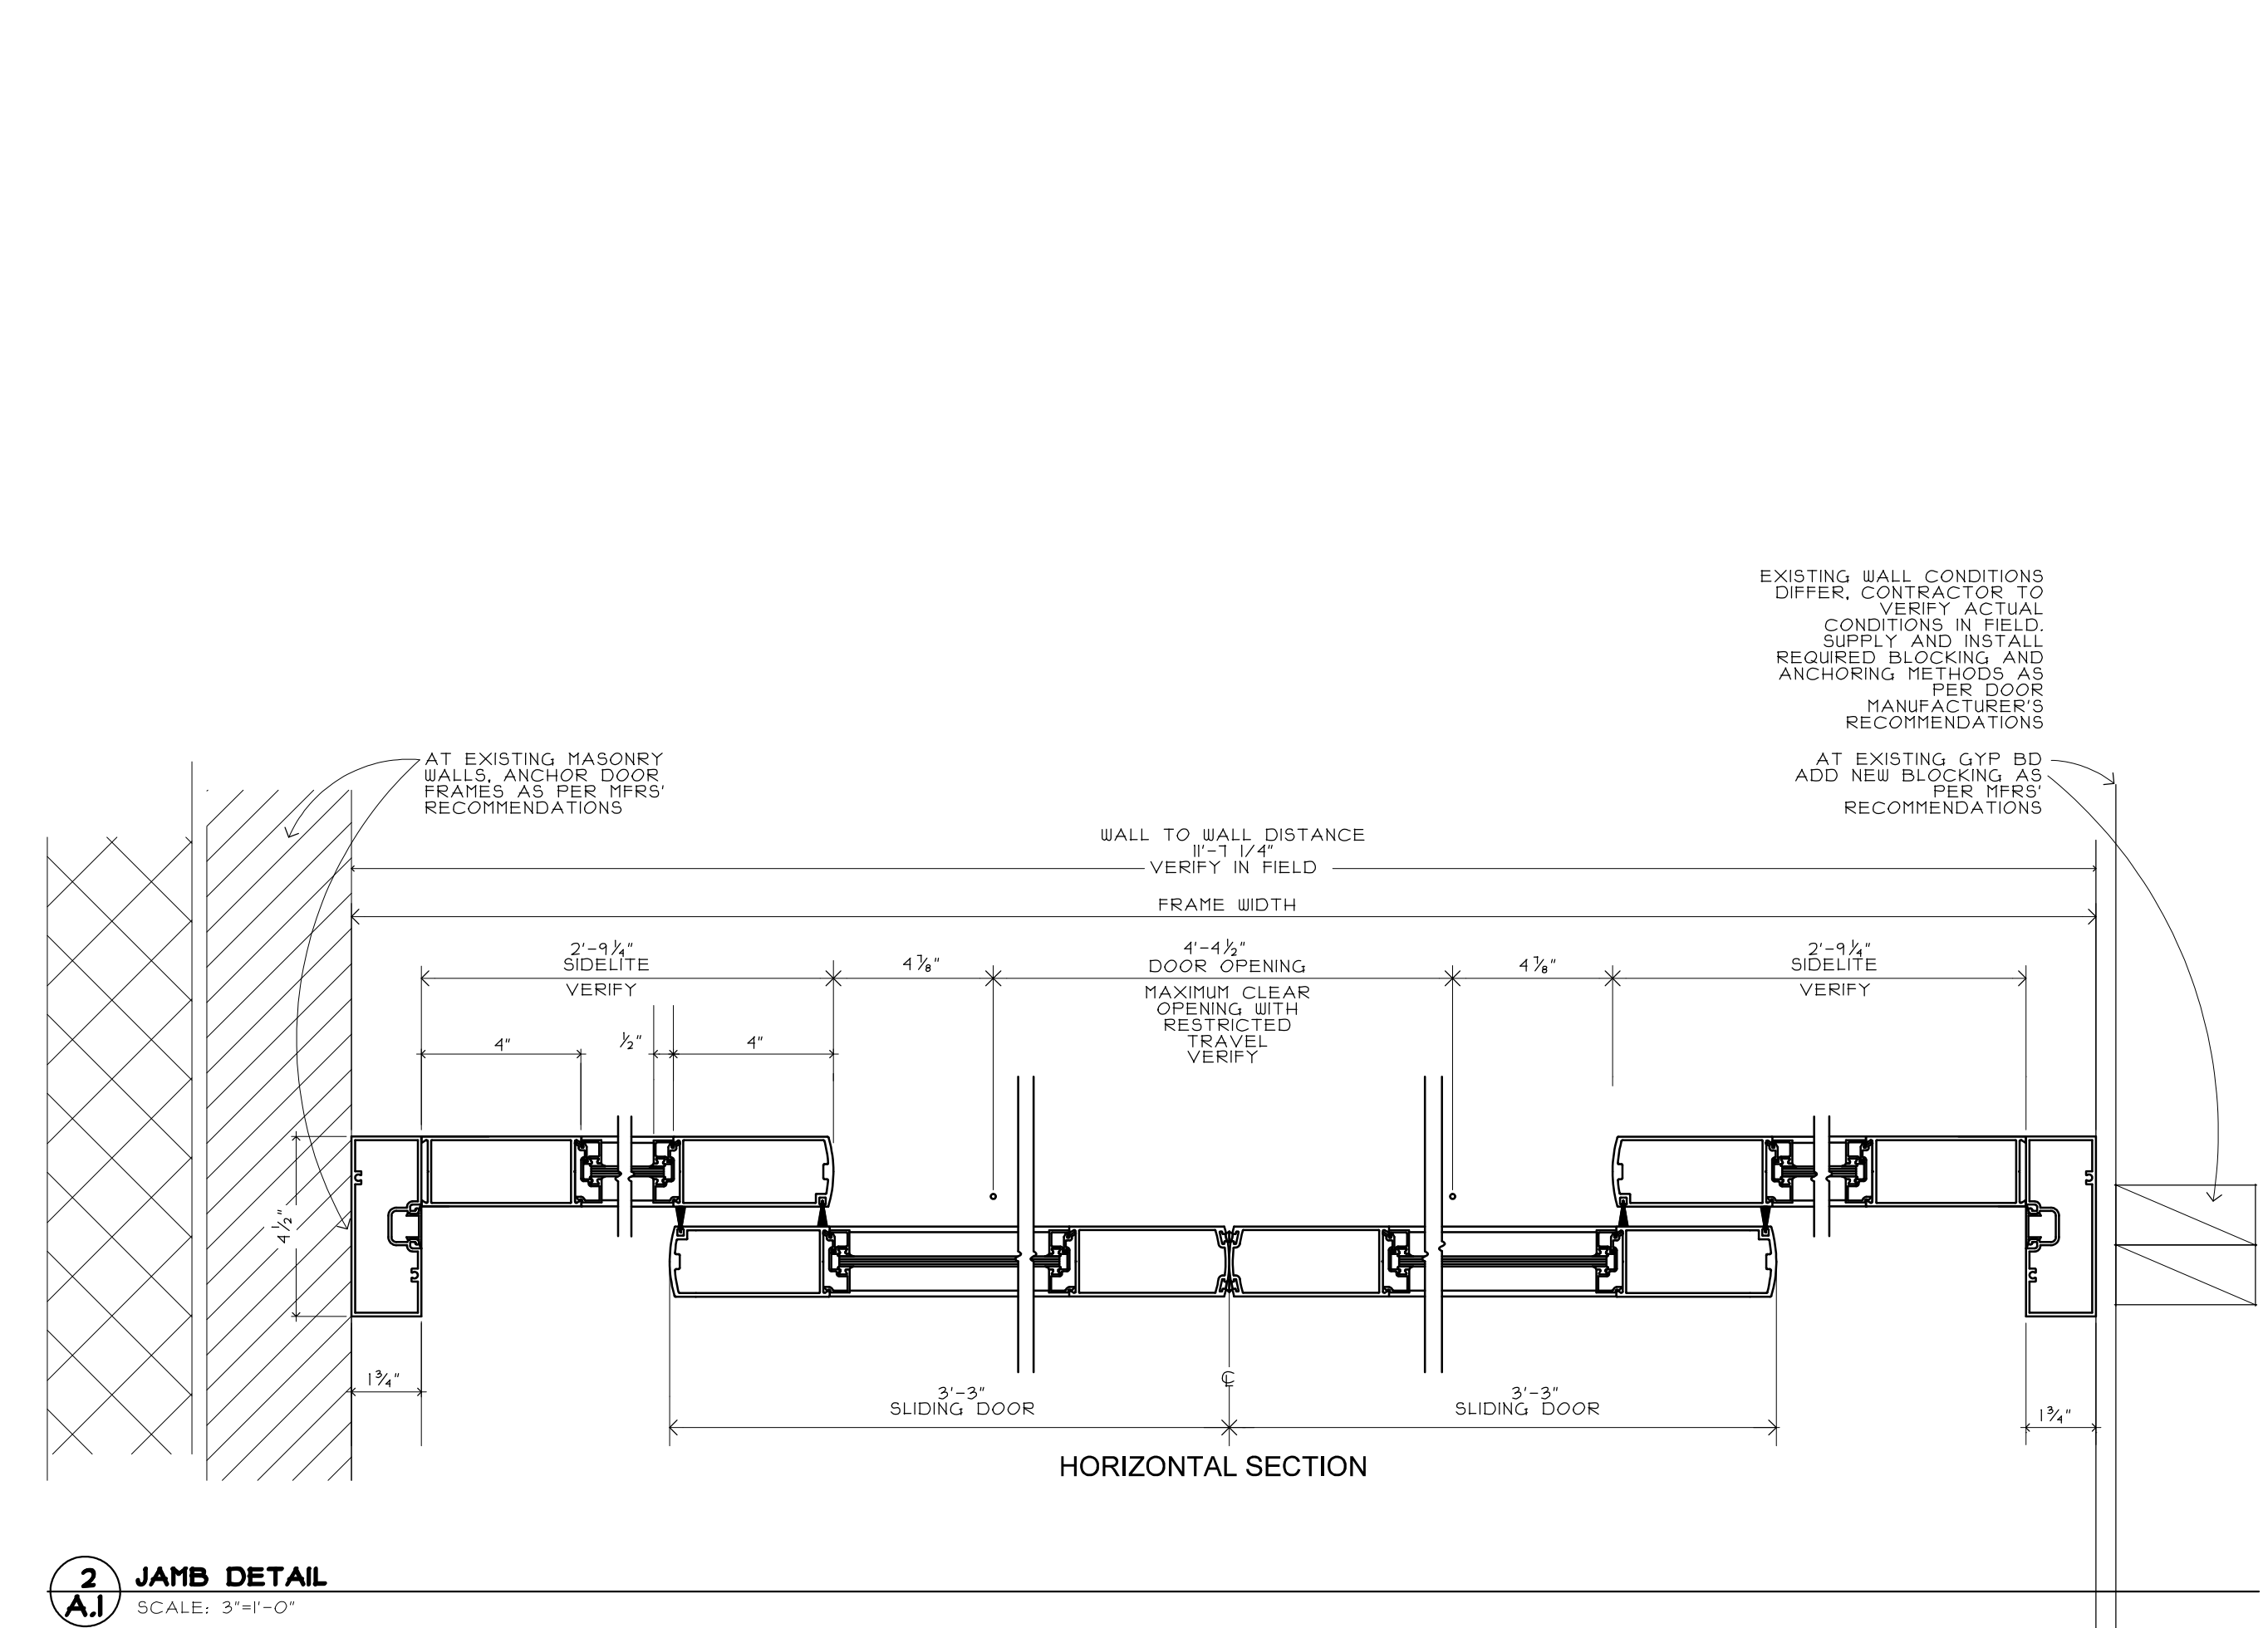 EXISTING WALL CONDITIONS
DIFFER, CONTRACTOR TO
VERIFY ACTUAL
CONDITIONS IN FIELD.
SUPPLY AND INSTALL
REQUIRED BLOCKING AND
ANCHORING METHODS AS
PER DOOR
MANUFACTURER'S
RECOMMENDATIONS
AT EXISTING MASONRY
WALLS, ANCHOR DOOR
FRAMES AS PER MFRS'
RECOMMENDATIONS
AT EXISTING GYP BD
ADD NEW BLOCKING AS
PER MFRS'
RECOMMENDATIONS
WALL TO WALL DISTANCE
11'-7 1/4"
VERIFY IN FIELD
FRAME WIDTH
2'-9¼"
SIDELITE
VERIFY
4⅞"
4'-4½"
DOOR OPENING
MAXIMUM CLEAR
OPENING WITH
RESTRICTED
TRAVEL
VERIFY
4⅞"
2'-9¼"
SIDELITE
VERIFY
4"
½"
4"
4½"
1¾"
℄
3'-3"
SLIDING DOOR
3'-3"
SLIDING DOOR
1¾"
HORIZONTAL SECTION
2
A.1
JAMB DETAIL
SCALE: 3"=1'-0"